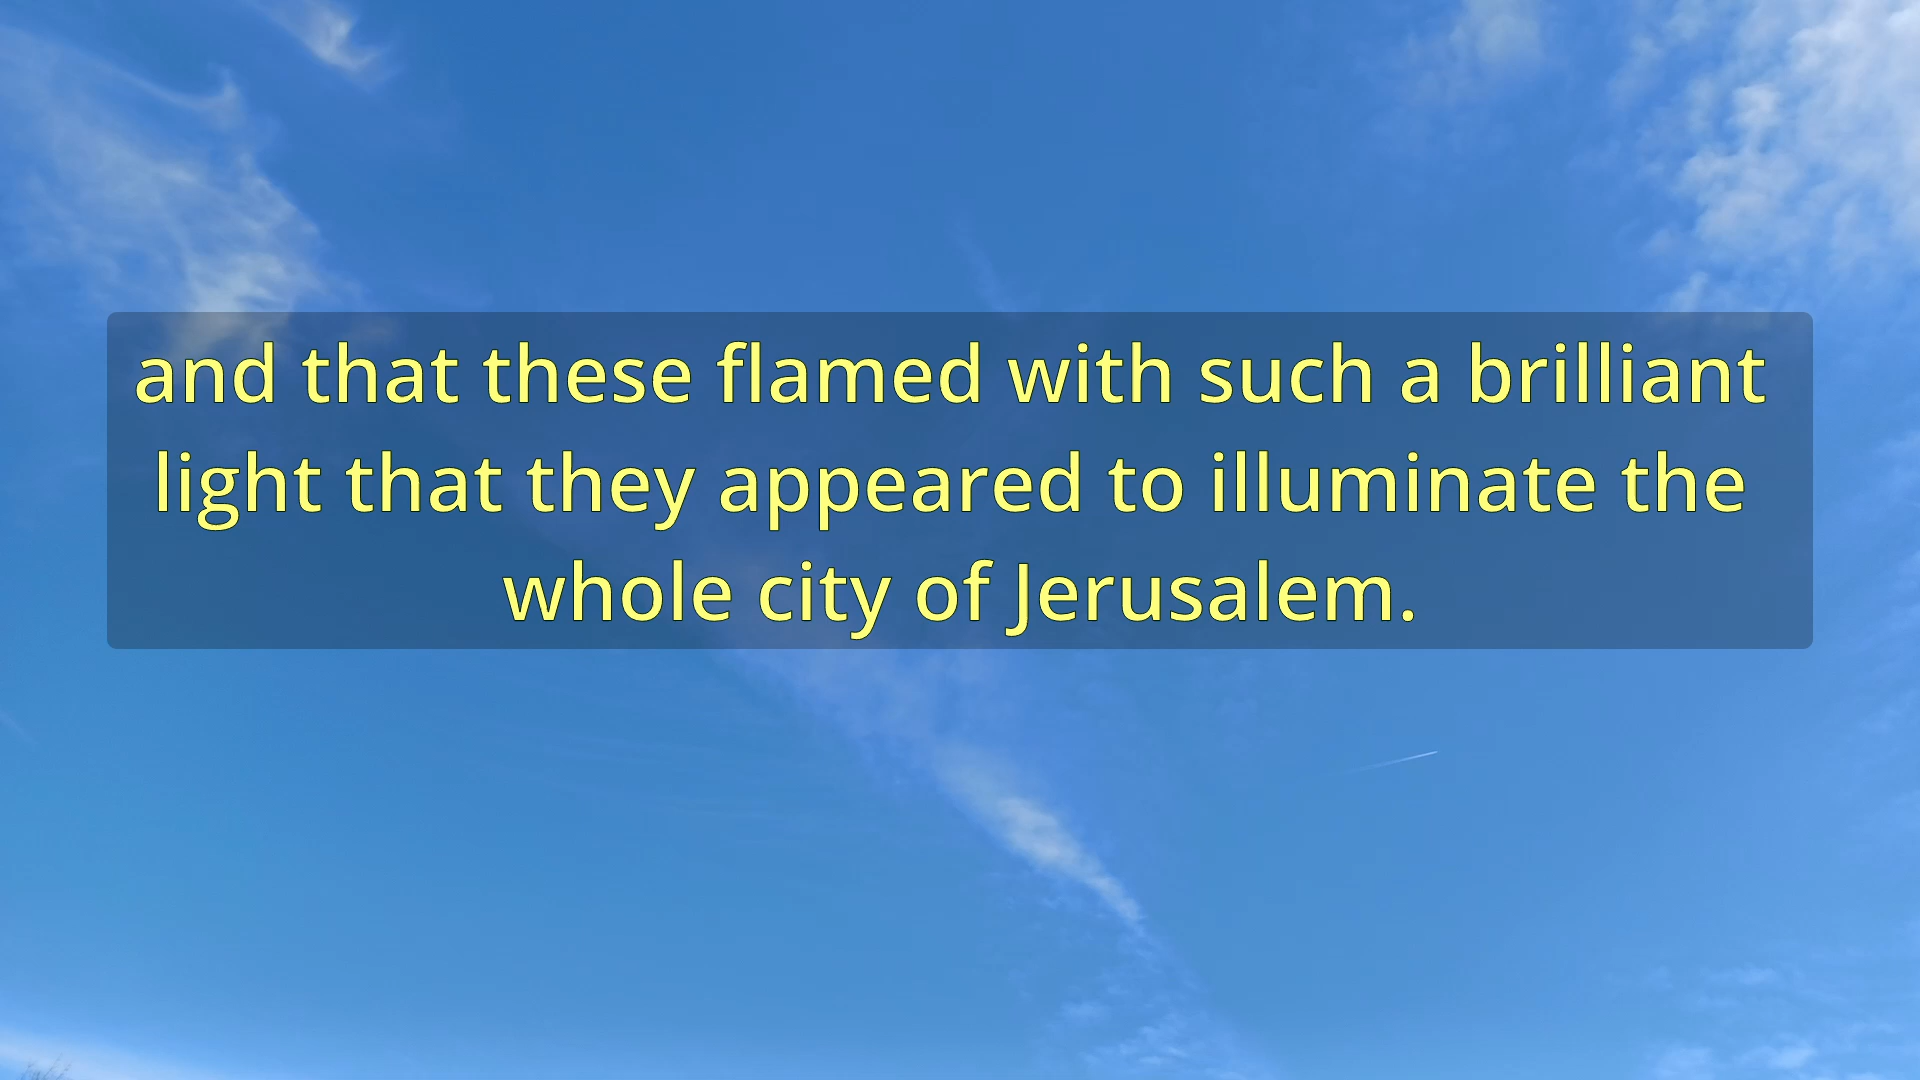 and that these flamed with such a brilliant
light that they appeared to illuminate the
whole city of Jerusalem.